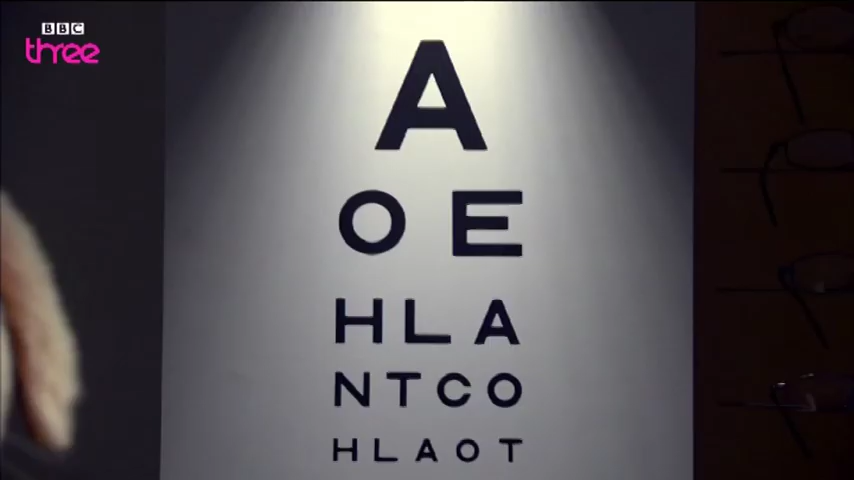 BBC
three
A
O E
H L A
N T C O
H L A O T